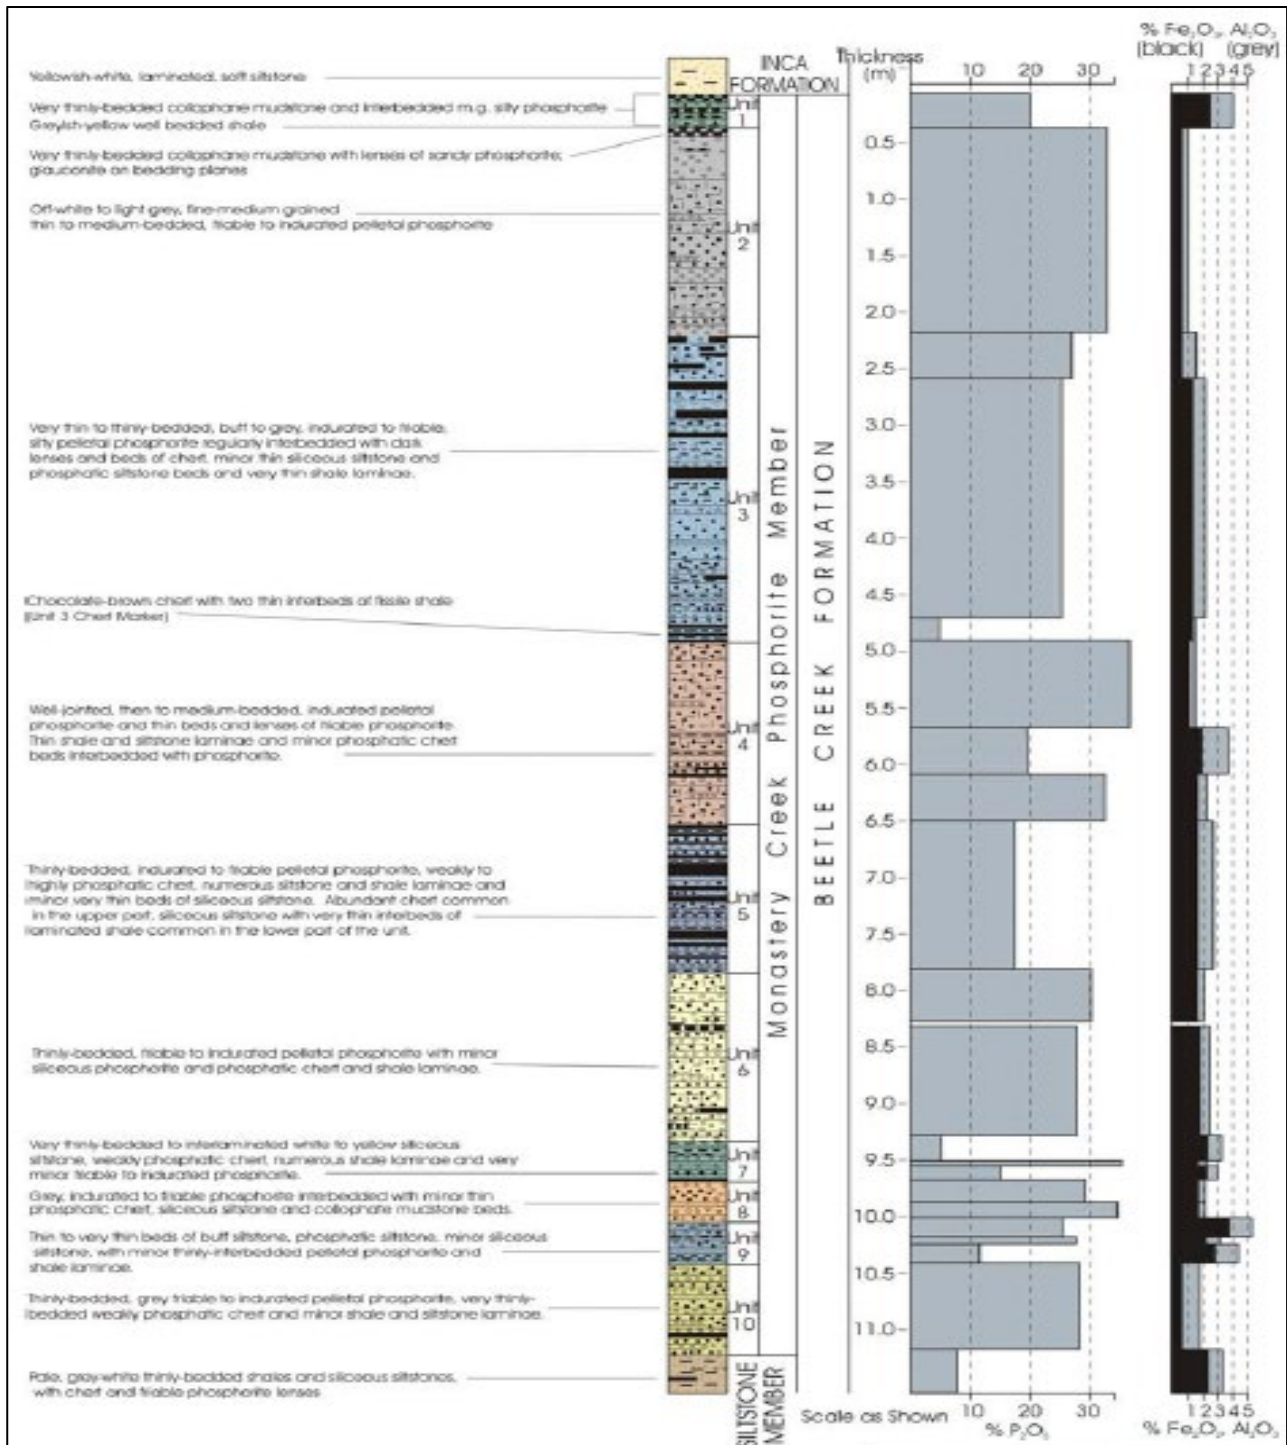 % Fe₂O₃, Al₂O₃
(black) (grey)
Thickness
(m)
10 20 30
1 2 3 4 5
INCA
FORMATION
Yellowish-white, laminated, soft siltstone
Very thinly-bedded collophane mudstone and interbedded m.g. silty phosphorite
Greyish-yellow well bedded shale
Very thinly-bedded collophane mudstone with lenses of sandy phosphorite;
glauconite on bedding planes
Off-white to light grey, fine-medium grained
thin to medium-bedded, friable to indurated pelletal phosphorite
Very thin to thinly-bedded, buff to grey, indurated to friable,
silty pelletal phosphorite regularly interbedded with dark
lenses and beds of chert, minor thin siliceous siltstone and
phosphatic siltstone beds and very thin shale laminae.
Chocolate-brown chert with two thin interbeds of fissile shale
(Unit 3 Chert Marker)
Well-jointed, then to medium-bedded, indurated pelletal
phosphorite and thin beds and lenses of friable phosphorite.
Thin shale and siltstone laminae and minor phosphatic chert
beds interbedded with phosphorite.
Thinly-bedded, indurated to friable pelletal phosphorite, weakly to
highly phosphatic chert, numerous siltstone and shale laminae and
minor very thin beds of siliceous siltstone. Abundant chert common
in the upper part, siliceous siltstone with very thin interbeds of
laminated shale common in the lower part of the unit.
Thinly-bedded, friable to indurated pelletal phosphorite with minor
siliceous phosphorite and phosphatic chert and shale laminae.
Very thinly-bedded to interlaminated white to yellow siliceous
siltstone, weakly phosphatic chert, numerous shale laminae and very
minor friable to indurated phosphorite.
Grey, indurated to friable phosphorite interbedded with minor thin
phosphatic chert, siliceous siltstone and collophate mudstone beds.
Thin to very thin beds of buff siltstone, phosphatic siltstone, minor siliceous
siltstone, with minor thinly-interbedded pelletal phosphorite and
shale laminae.
Thinly-bedded, grey friable to indurated pelletal phosphorite, very thinly-
bedded weakly phosphatic chert and minor shale and siltstone laminae.
Pale, grey-white thinly-bedded shales and siliceous siltstones,
with chert and friable phosphorite lenses
Unit
1
Unit
2
Unit
3
Unit
4
Unit
5
Unit
6
Unit
7
Unit
8
Unit
9
Unit
10
Monastery Creek Phosphorite Member
BEETLE CREEK FORMATION
SILTSTONE
MEMBER
0.5
1.0
1.5
2.0
2.5
3.0
3.5
4.0
4.5
5.0
5.5
6.0
6.5
7.0
7.5
8.0
8.5
9.0
9.5
10.0
10.5
11.0
Scale as Shown
10 20 30
% P₂O₅
1 2 3 4 5
% Fe₂O₃, Al₂O₃